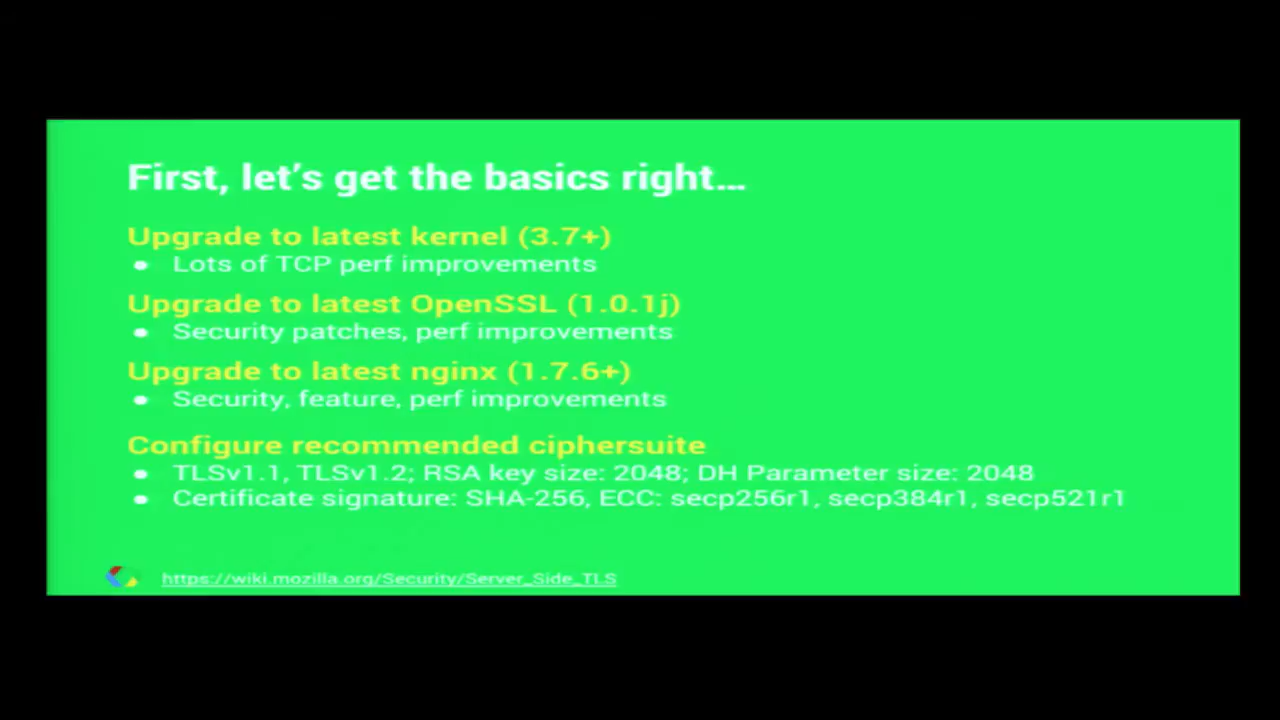 First, let's get the basics right…
Upgrade to latest kernel (3.7+)
● Lots of TCP perf improvements
Upgrade to latest OpenSSL (1.0.1j)
● Security patches, perf improvements
Upgrade to latest nginx (1.7.6+)
● Security, feature, perf improvements
Configure recommended ciphersuite
● TLSv1.1, TLSv1.2; RSA key size: 2048; DH Parameter size: 2048
● Certificate signature: SHA-256, ECC: secp256r1, secp384r1, secp521r1
https://wiki.mozilla.org/Security/Server_Side_TLS